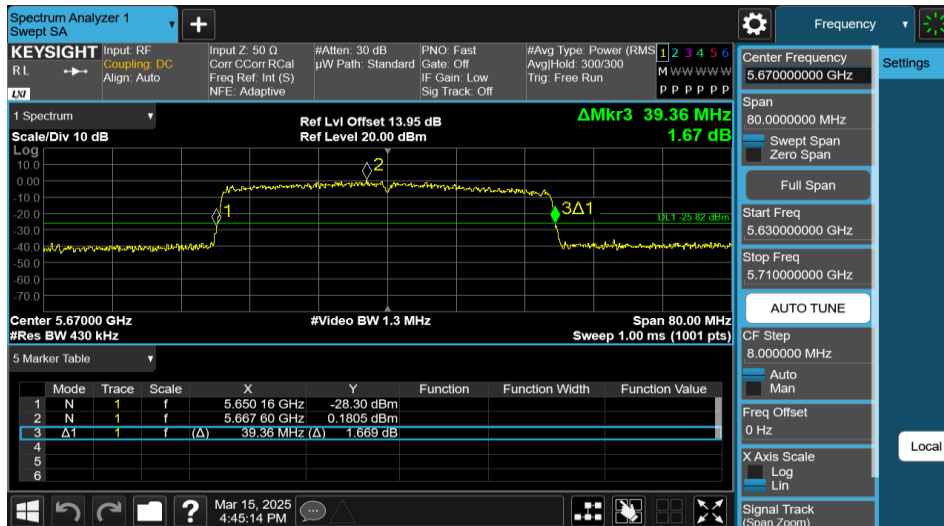 Spectrum Analyzer 1
Swept SA
Frequency
KEYSIGHT
RL
LXI
Input: RF
Coupling: DC
Align: Auto
Input Z: 50 Ω
Corr CCorr RCal
Freq Ref: Int (S)
NFE: Adaptive
#Atten: 30 dB
µW Path: Standard
PNO: Fast
Gate: Off
IF Gain: Low
Sig Track: Off
#Avg Type: Power (RMS
Avg|Hold: 300/300
Trig: Free Run
1 2 3 4 5 6
M W W W W W
P P P P P P
1 Spectrum
Scale/Div 10 dB
Ref Lvl Offset 13.95 dB
Ref Level 20.00 dBm
ΔMkr3 39.36 MHz
1.67 dB
Log
10.0
0.00
-10.0
-20.0
-30.0
-40.0
-50.0
-60.0
-70.0
1
2
3Δ1
DL1 -25.82 dBm
Center 5.67000 GHz
#Res BW 430 kHz
#Video BW 1.3 MHz
Span 80.00 MHz
Sweep 1.00 ms (1001 pts)
5 Marker Table
Mode Trace Scale X Y Function Function Width Function Value
1 N 1 f 5.650 16 GHz -28.30 dBm
2 N 1 f 5.667 60 GHz 0.1805 dBm
3 Δ1 1 f (Δ) 39.36 MHz (Δ) 1.669 dB
4
5
6
Mar 15, 2025
4:45:14 PM
Center Frequency
5.670000000 GHz
Span
80.0000000 MHz
Swept Span
Zero Span
Full Span
Start Freq
5.630000000 GHz
Stop Freq
5.710000000 GHz
AUTO TUNE
CF Step
8.000000 MHz
Auto
Man
Freq Offset
0 Hz
X Axis Scale
Log
Lin
Signal Track
(Span Zoom)
Settings
Local